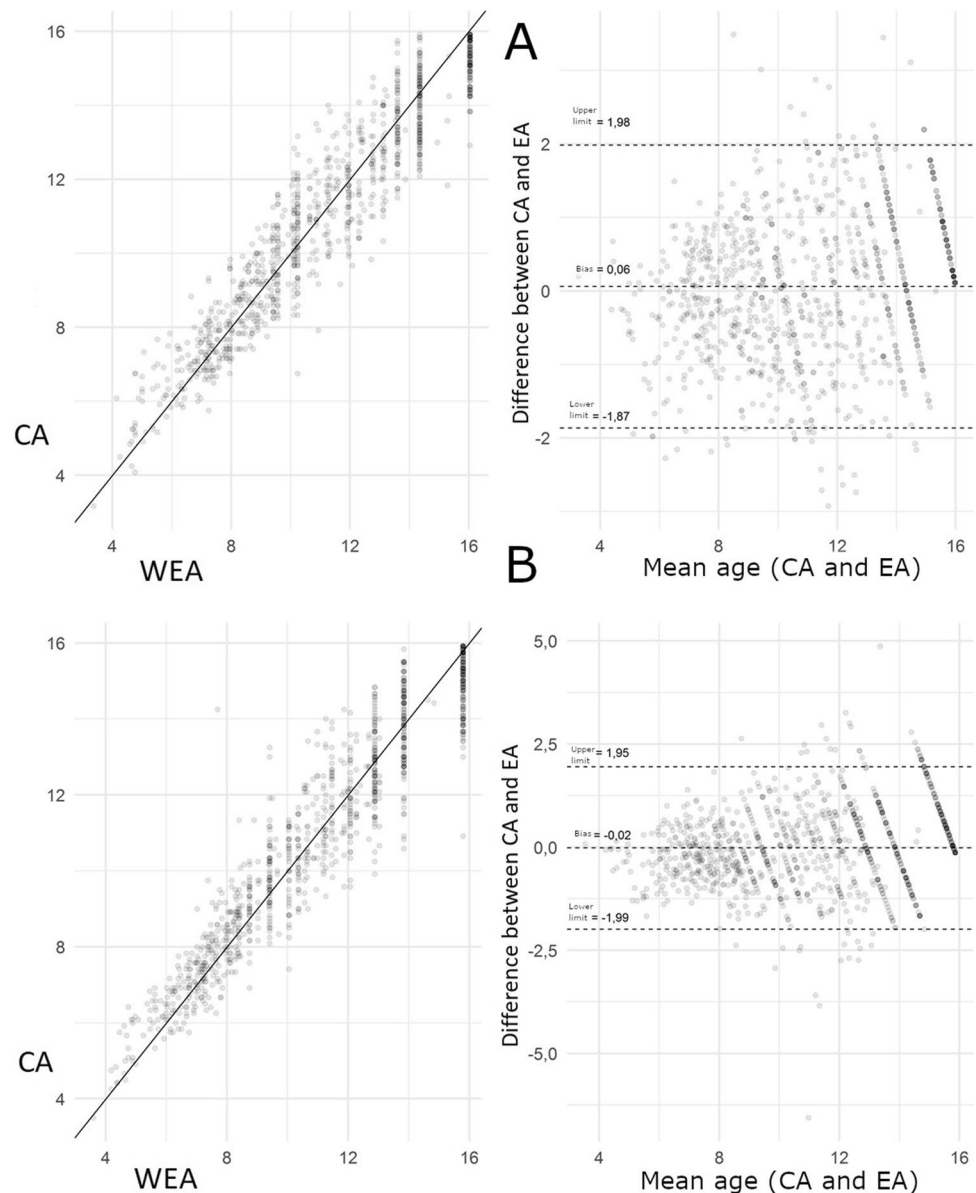 A
16
12
8
4
CA
4
8
12
16
WEA
Difference between CA and EA
2
0
-2
Upper
limit = 1,98
Bias = 0,06
Lower
limit = -1,87
4
8
12
16
Mean age (CA and EA)
B
16
12
8
4
CA
4
8
12
16
WEA
Difference between CA and EA
5,0
2,5
0,0
-2,5
-5,0
Upper
limit = 1,95
Bias = -0,02
Lower
limit = -1,99
4
8
12
16
Mean age (CA and EA)